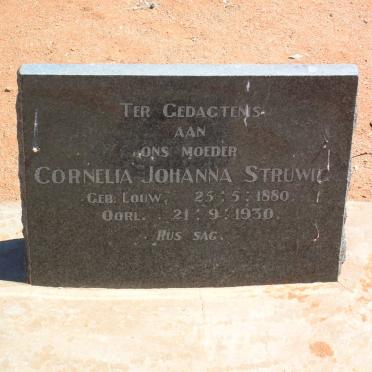 TER GEDAGTENIS
AAN
ONS MOEDER
CORNELIA JOHANNA STRUWIG
GEB. LOUW, 25 : 5 : 1880.
OORL. 21 : 9 : 1930.
RUS SAG.